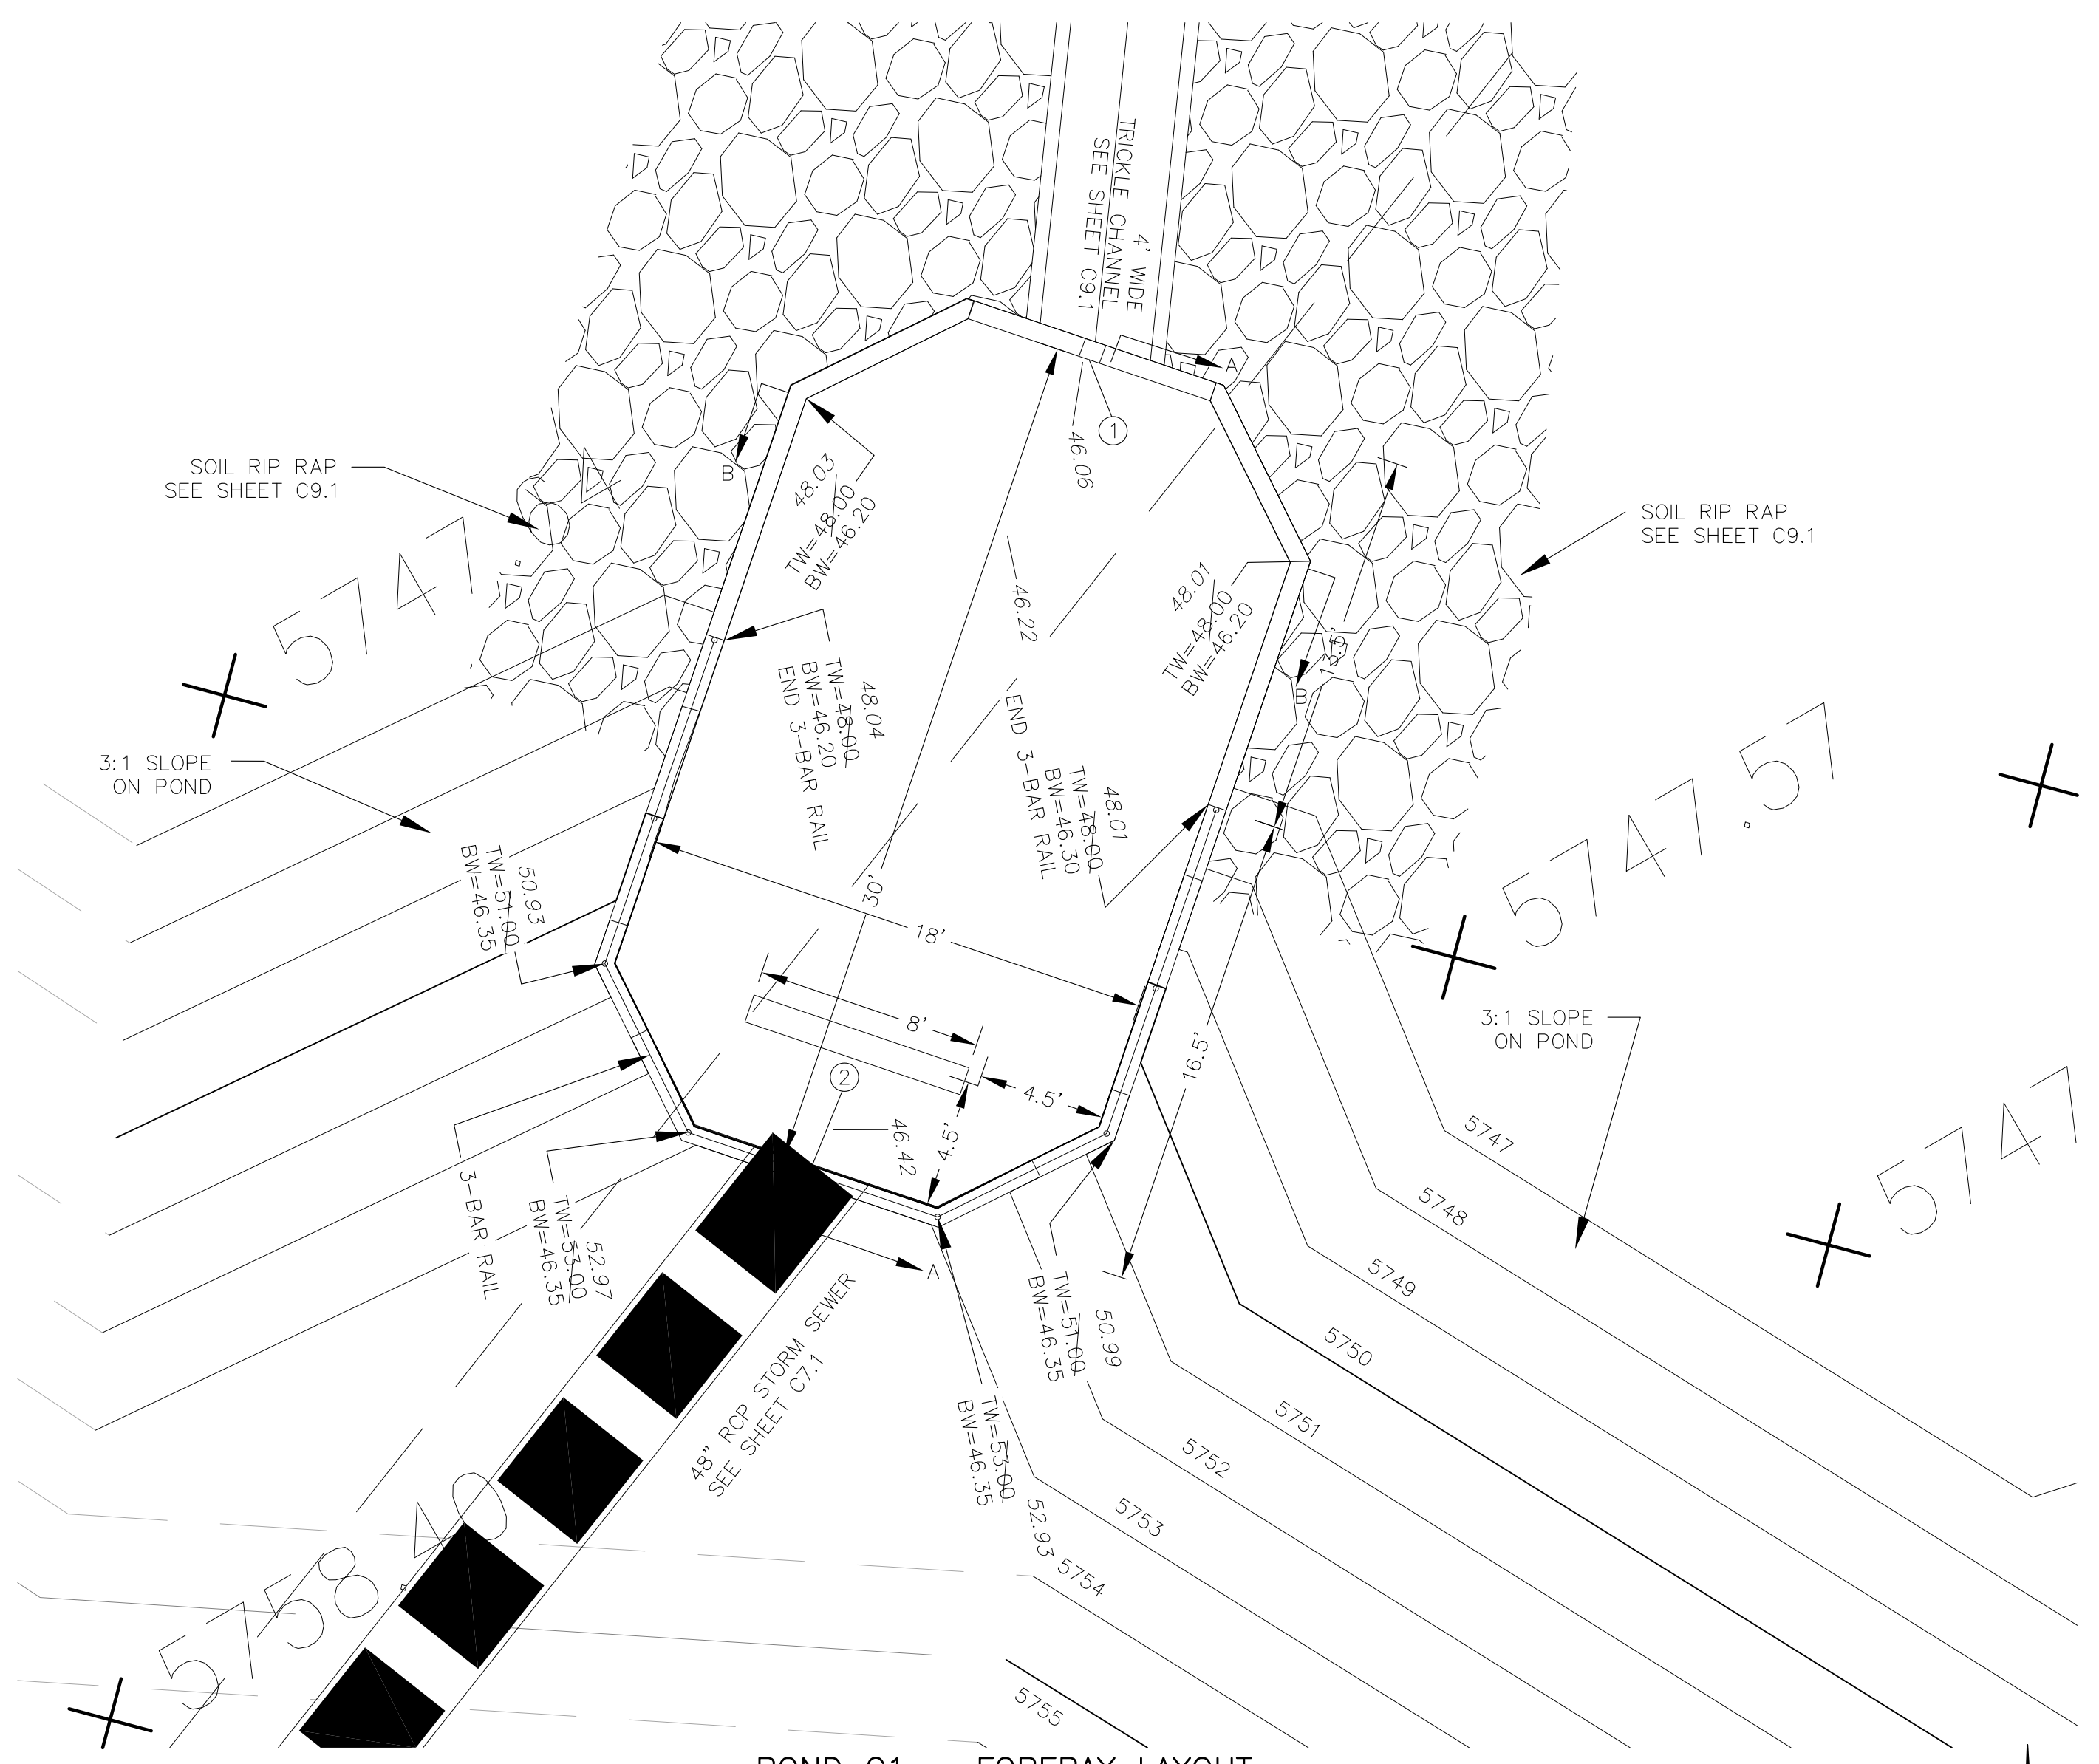 4' WIDE
TRICKLE CHANNEL
SEE SHEET C9.1
A
46.06
1
B
48.03
TW=48.00
BW=46.20
SOIL RIP RAP
SEE SHEET C9.1
SOIL RIP RAP
SEE SHEET C9.1
5747.
46.22
48.01
TW=48.00
BW=46.20
13.5'
B
48.04
TW=48.00
BW=46.20
END 3-BAR RAIL
48.01
TW=48.00
BW=46.30
END 3-BAR RAIL
3:1 SLOPE
ON POND
5747.57
50.93
TW=51.00
BW=46.35
30'
18'
8'
4.5'
4.5'
16.5'
3:1 SLOPE
ON POND
2
46.42
5747
5747
5748
5749
5750
5751
5752
5753
5754
5755
3-BAR RAIL
52.97
TW=53.00
BW=46.35
A
50.99
TW=51.00
BW=46.35
TW=53.00
BW=46.35
52.93
48" RCP STORM SEWER
SEE SHEET C7.1
5758.40